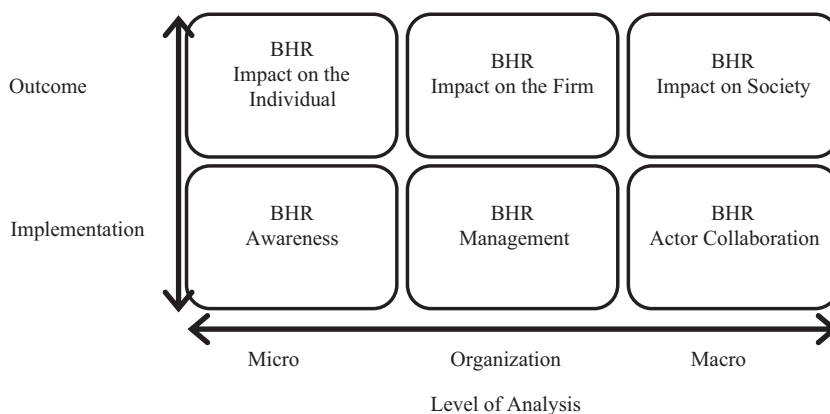 Outcome
BHR
Impact on the
Individual
BHR
Impact on the Firm
BHR
Impact on Society
Implementation
BHR
Awareness
BHR
Management
BHR
Actor Collaboration
Micro
Organization
Macro
Level of Analysis